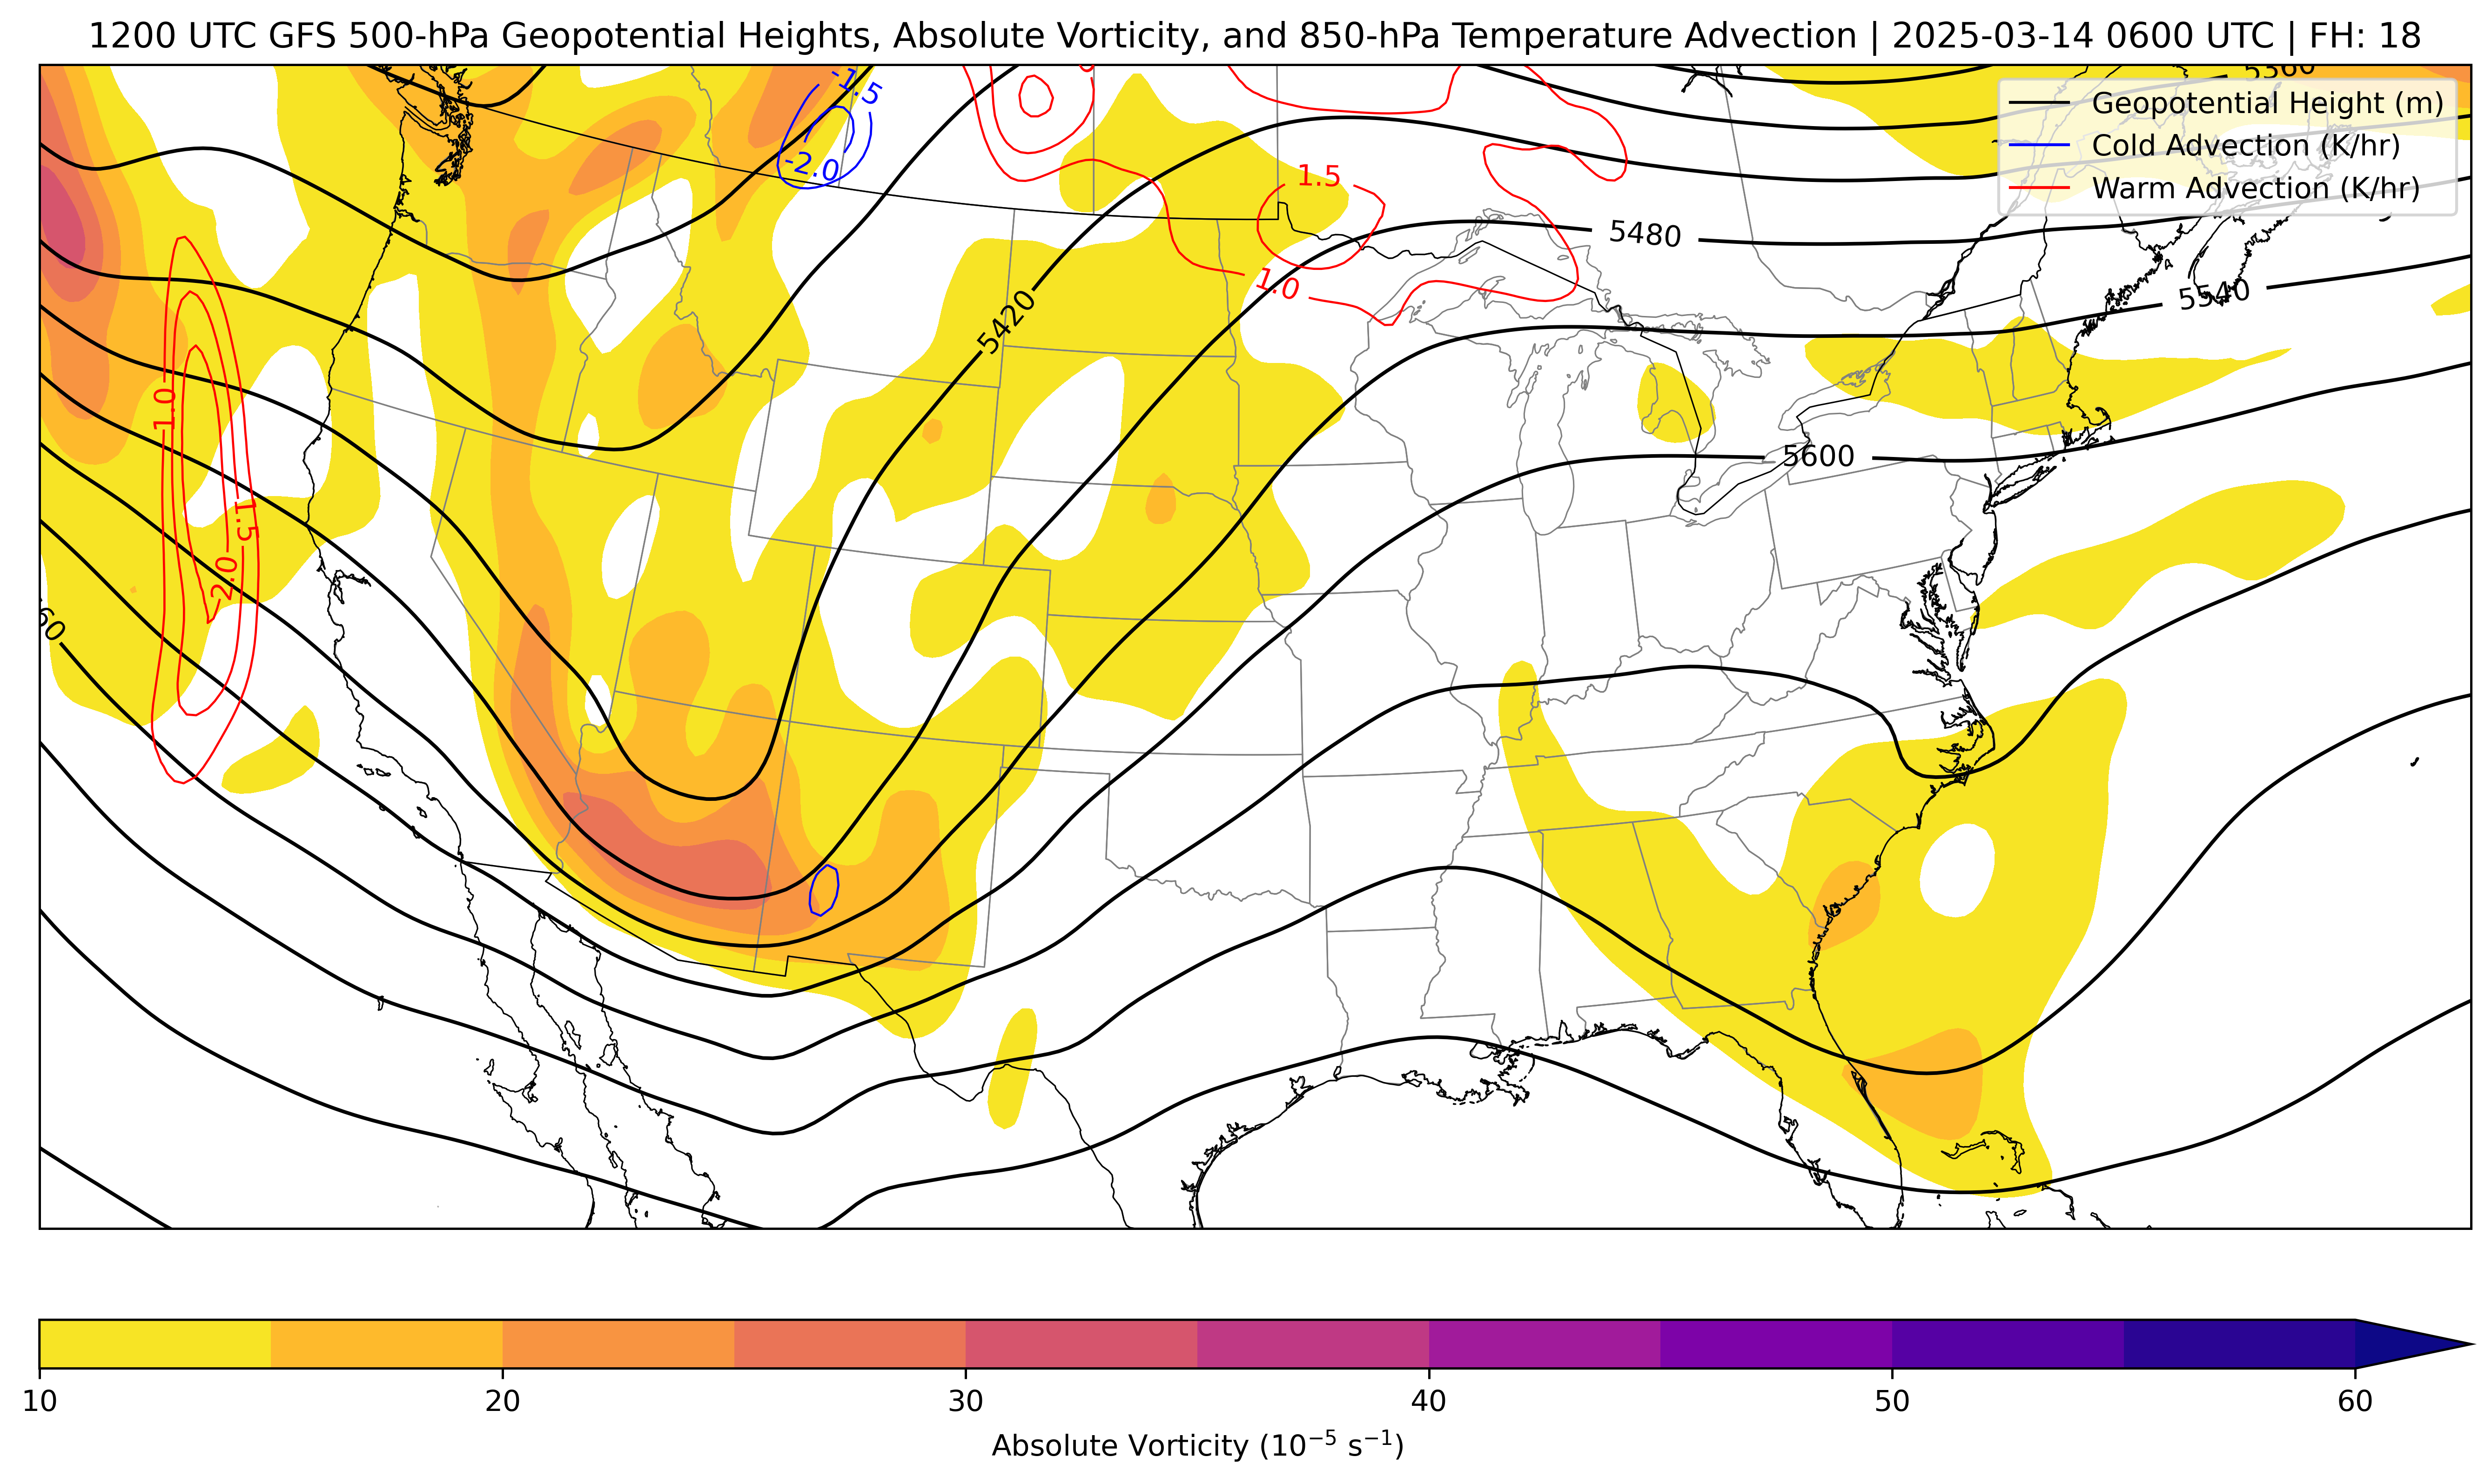 1200 UTC GFS 500-hPa Geopotential Heights, Absolute Vorticity, and 850-hPa Temperature Advection | 2025-03-14 0600 UTC | FH: 18
-1.5
5360
Geopotential Height (m)
Cold Advection (K/hr)
Warm Advection (K/hr)
-2.0
1.5
5480
1.0
5540
5420
1.0
5600
1.5
2.0
60
10 20 30 40 50 60
Absolute Vorticity (10⁻⁵ s⁻¹)